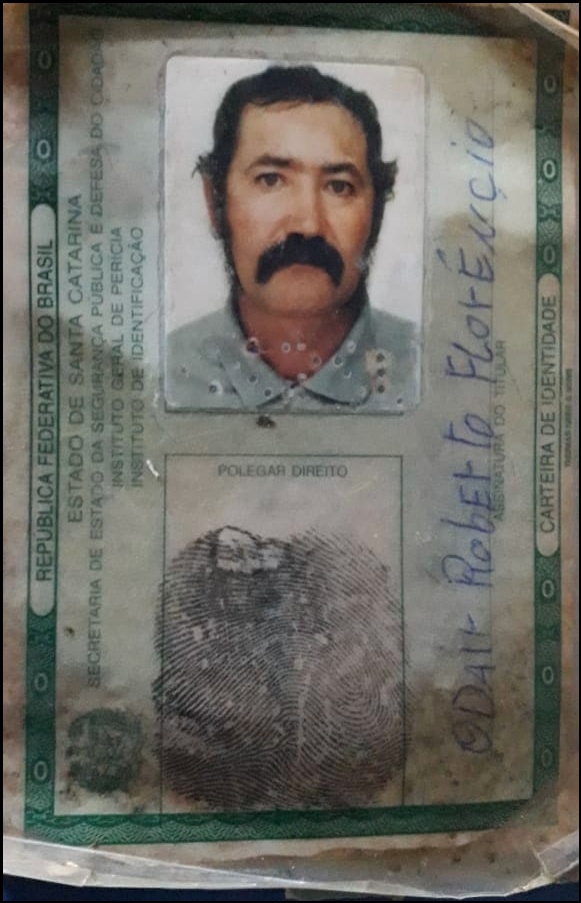 REPÚBLICA FEDERATIVA DO BRASIL
ESTADO DE SANTA CATARINA
SECRETARIA DE ESTADO DA SEGURANÇA PÚBLICA E DEFESA DO CIDADÃO
INSTITUTO GERAL DE PERÍCIA
INSTITUTO DE IDENTIFICAÇÃO
POLEGAR DIREITO
ODAir RobErto FlorÊnçio
ASSINATURA DO TITULAR
CARTEIRA DE IDENTIDADE